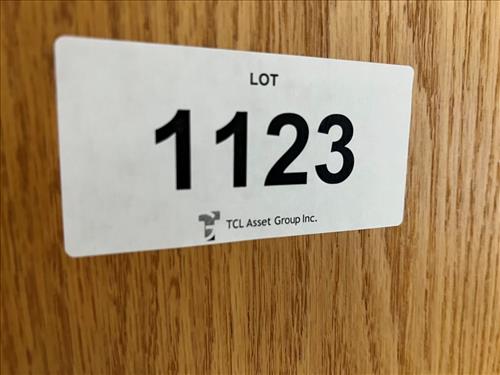 LOT
1123
TCL Asset Group Inc.